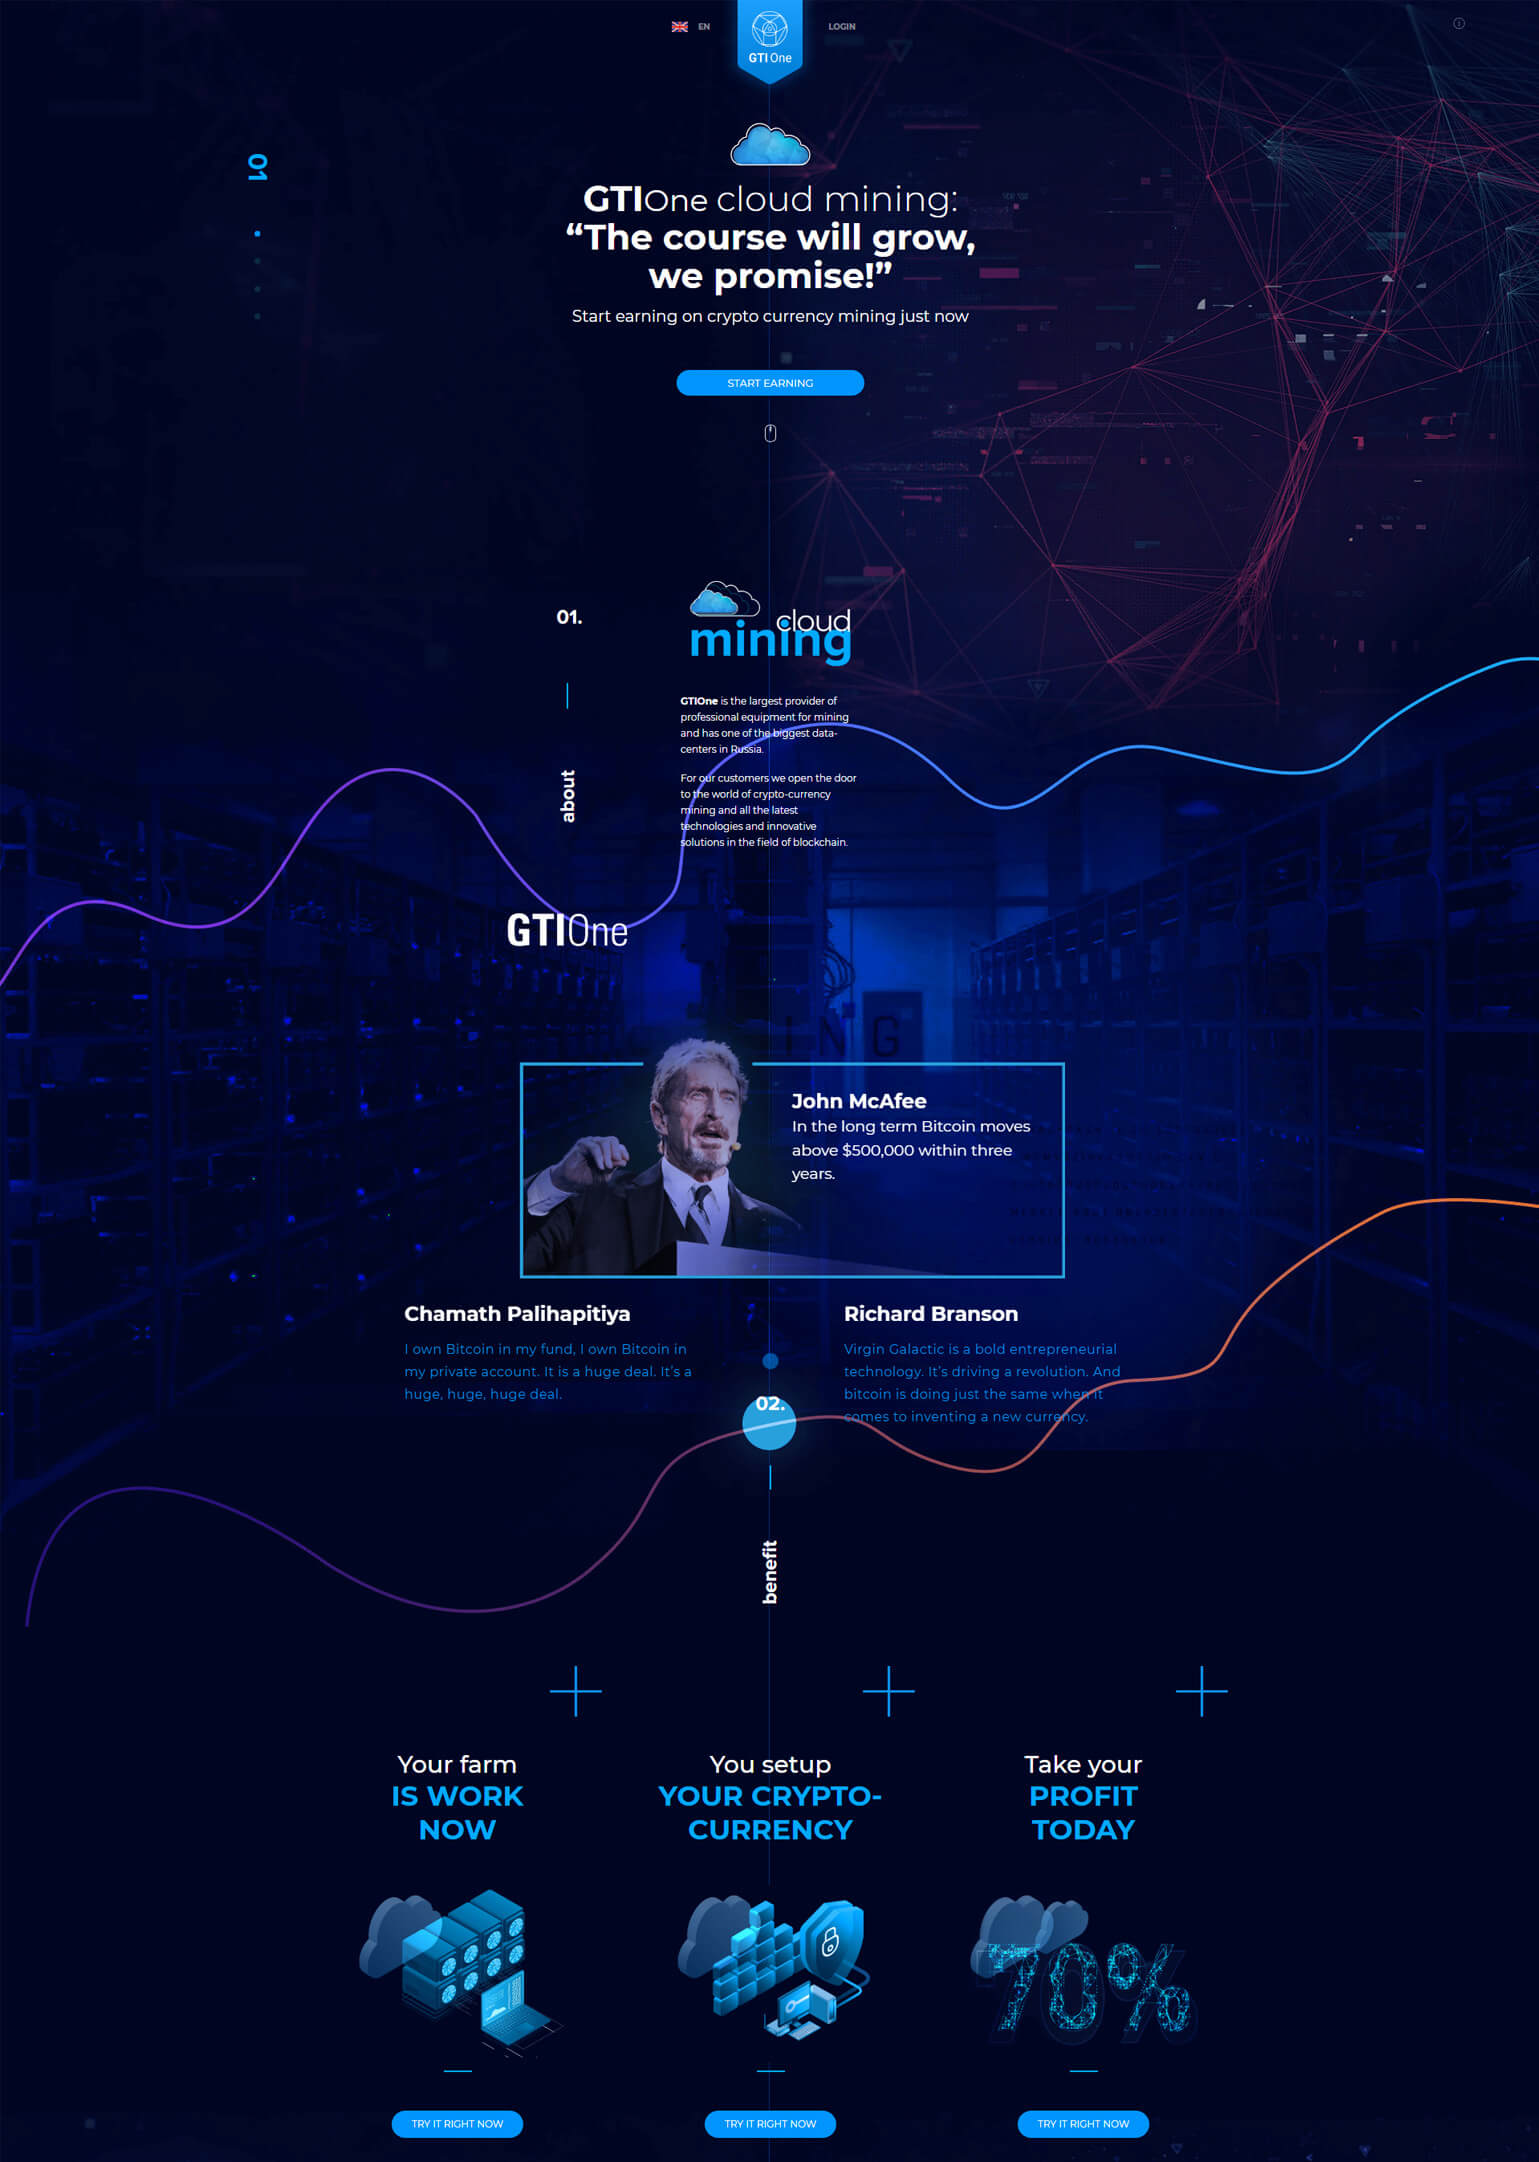 EN
LOGIN
GTI One
01
GTIOne cloud mining:
“The course will grow,
we promise!”
Start earning on crypto currency mining just now
START EARNING
01.
cloud
mining
about
GTIOne is the largest provider of
professional equipment for mining
and has one of the biggest data-
centers in Russia.
For our customers we open the door
to the world of crypto-currency
mining and all the latest
technologies and innovative
solutions in the field of blockchain.
GTIOne
ING
John McAfee
In the long term Bitcoin moves
above $500,000 within three
years.
Chamath Palihapitiya
I own Bitcoin in my fund, I own Bitcoin in
my private account. It is a huge deal. It’s a
huge, huge, huge deal.
Richard Branson
Virgin Galactic is a bold entrepreneurial
technology. It’s driving a revolution. And
bitcoin is doing just the same when it
comes to inventing a new currency.
02.
benefit
Your farm
IS WORK
NOW
You setup
YOUR CRYPTO-
CURRENCY
Take your
PROFIT
TODAY
70%
TRY IT RIGHT NOW
TRY IT RIGHT NOW
TRY IT RIGHT NOW